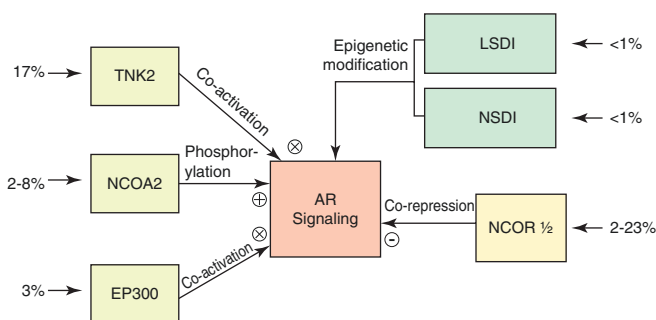 17%
TNK2
Co-activation
2-8%
NCOA2
Phosphor-
ylation
3%
EP300
Co-activation
AR
Signaling
Epigenetic
modification
LSDI
<1%
NSDI
<1%
Co-repression
NCOR ½
2-23%